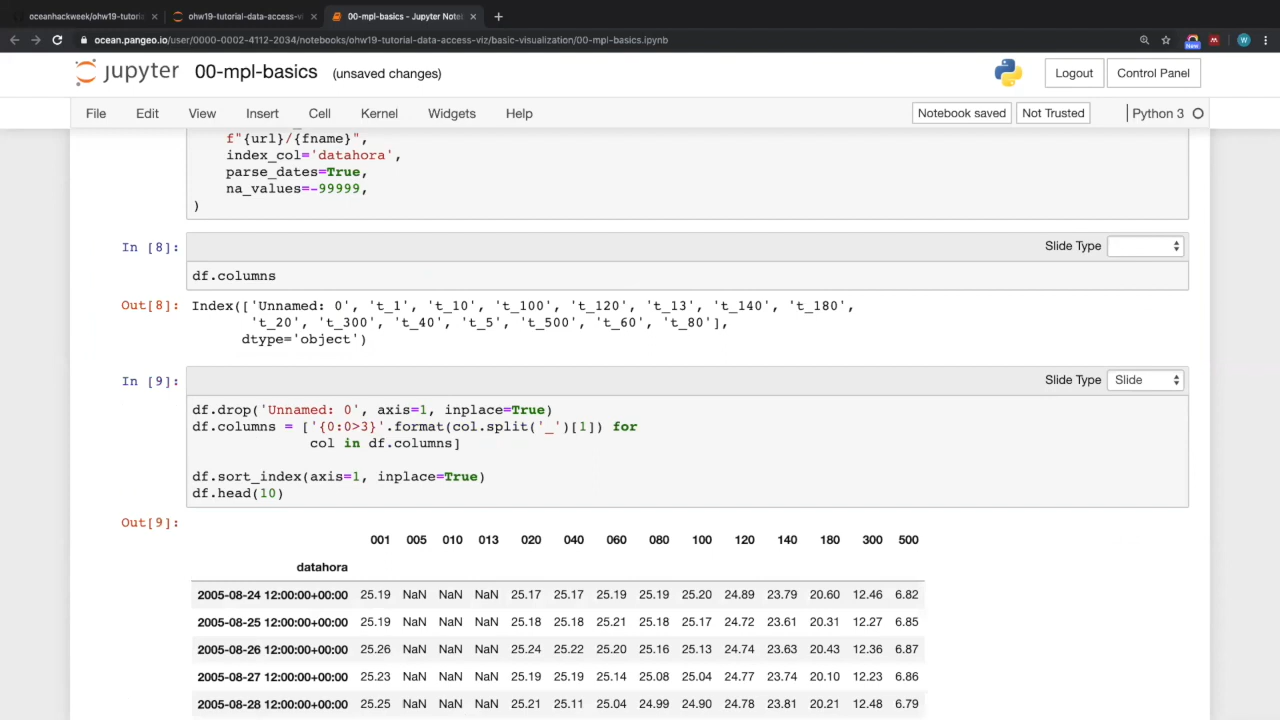 oceanhackweek/ohw19-tutoria
ohw19-tutorial-data-access-vi
00-mpl-basics - Jupyter Note
ocean.pangeo.io/user/0000-0002-4112-2034/notebooks/ohw19-tutorial-data-access-viz/basic-visualization/00-mpl-basics.ipynb
New
W
jupyter 00-mpl-basics (unsaved changes)
Logout Control Panel
File Edit View Insert Cell Kernel Widgets Help
Notebook saved Not Trusted Python 3
f"{url}/{fname}",
index_col='datahora',
parse_dates=True,
na_values=-99999,
)
In [8]: Slide Type
df.columns
Out[8]: Index(['Unnamed: 0', 't_1', 't_10', 't_100', 't_120', 't_13', 't_140', 't_180',
't_20', 't_300', 't_40', 't_5', 't_500', 't_60', 't_80'],
dtype='object')
In [9]: Slide Type Slide
df.drop('Unnamed: 0', axis=1, inplace=True)
df.columns = ['{0:0>3}'.format(col.split('_')[1]) for
col in df.columns]
df.sort_index(axis=1, inplace=True)
df.head(10)
Out[9]:
001 005 010 013 020 040 060 080 100 120 140 180 300 500
datahora
2005-08-24 12:00:00+00:00 25.19 NaN NaN NaN 25.17 25.17 25.19 25.19 25.20 24.89 23.79 20.60 12.46 6.82
2005-08-25 12:00:00+00:00 25.19 NaN NaN NaN 25.18 25.18 25.21 25.18 25.17 24.72 23.61 20.31 12.27 6.85
2005-08-26 12:00:00+00:00 25.26 NaN NaN NaN 25.24 25.22 25.20 25.16 25.13 24.74 23.63 20.43 12.36 6.87
2005-08-27 12:00:00+00:00 25.23 NaN NaN NaN 25.19 25.19 25.14 25.08 25.04 24.77 23.74 20.10 12.23 6.86
2005-08-28 12:00:00+00:00 25.25 NaN NaN NaN 25.21 25.11 25.04 24.99 24.90 24.78 23.81 20.21 12.48 6.79